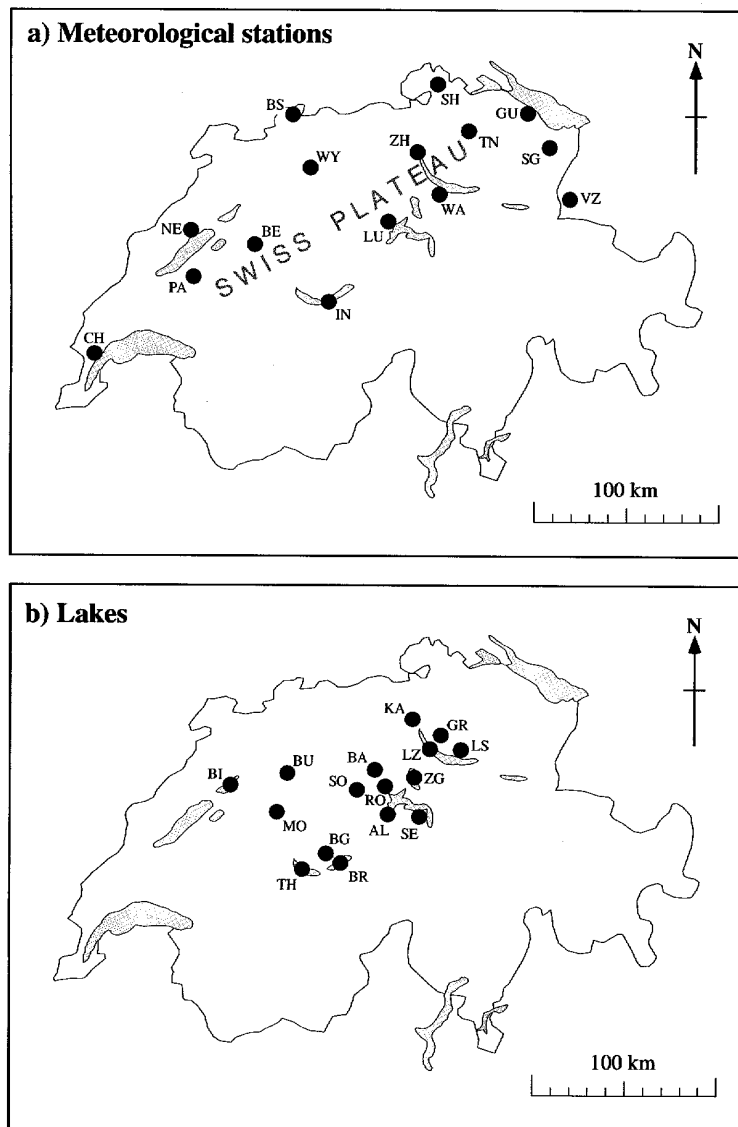 a) Meteorological stations
N
SH
BS
GU
ZH
TN
SG
WY
VZ
WA
NE
BE
LU
SWISS PLATEAU
PA
IN
CH
100 km
b) Lakes
N
KA
GR
LZ
LS
BA
BU
BI
ZG
SO
RO
MO
AL
SE
BG
TH
BR
100 km